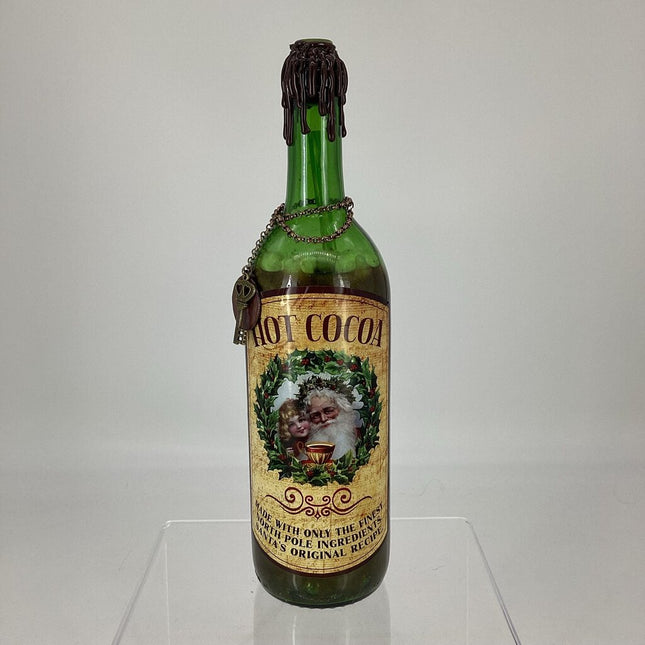 HOT COCOA
MADE WITH ONLY THE FINEST
NORTH POLE INGREDIENTS
SANTA'S ORIGINAL RECIPE